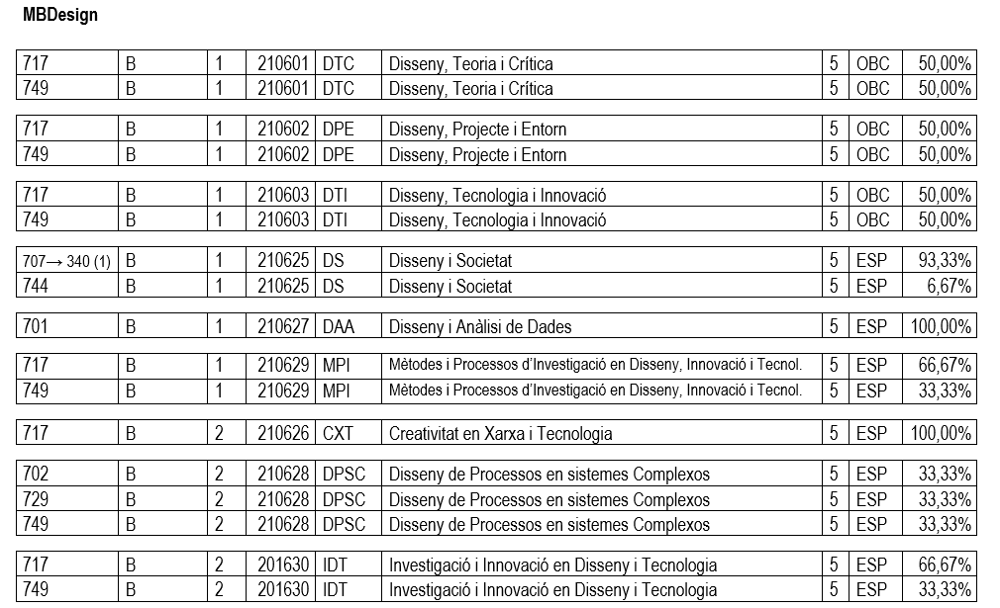 MBDesign
717 B 1 210601 DTC Disseny, Teoria i Crítica 5 OBC 50,00%
749 B 1 210601 DTC Disseny, Teoria i Crítica 5 OBC 50,00%
717 B 1 210602 DPE Disseny, Projecte i Entorn 5 OBC 50,00%
749 B 1 210602 DPE Disseny, Projecte i Entorn 5 OBC 50,00%
717 B 1 210603 DTI Disseny, Tecnologia i Innovació 5 OBC 50,00%
749 B 1 210603 DTI Disseny, Tecnologia i Innovació 5 OBC 50,00%
707→ 340 (1) B 1 210625 DS Disseny i Societat 5 ESP 93,33%
744 B 1 210625 DS Disseny i Societat 5 ESP 6,67%
701 B 1 210627 DAA Disseny i Anàlisi de Dades 5 ESP 100,00%
717 B 1 210629 MPI Mètodes i Processos d'Investigació en Disseny, Innovació i Tecnol. 5 ESP 66,67%
749 B 1 210629 MPI Mètodes i Processos d'Investigació en Disseny, Innovació i Tecnol. 5 ESP 33,33%
717 B 2 210626 CXT Creativitat en Xarxa i Tecnologia 5 ESP 100,00%
702 B 2 210628 DPSC Disseny de Processos en sistemes Complexos 5 ESP 33,33%
729 B 2 210628 DPSC Disseny de Processos en sistemes Complexos 5 ESP 33,33%
749 B 2 210628 DPSC Disseny de Processos en sistemes Complexos 5 ESP 33,33%
717 B 2 201630 IDT Investigació i Innovació en Disseny i Tecnologia 5 ESP 66,67%
749 B 2 201630 IDT Investigació i Innovació en Disseny i Tecnologia 5 ESP 33,33%